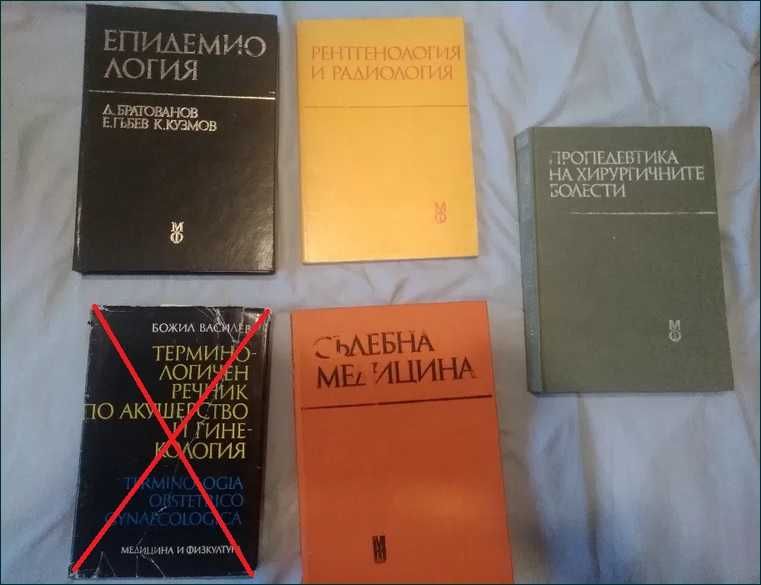 ЕПИДЕМИО
ЛОГИЯ
Д. БРАТОВАНОВ
Е. ГЪБЕВ К. КУЗМОВ
МФ
РЕНТГЕНОЛОГИЯ
И РАДИОЛОГИЯ
МФ
ПРОПЕДЕВТИКА
НА ХИРУРГИЧНИТЕ
БОЛЕСТИ
МФ
БОЖИЛ ВАСИЛЕВ
ТЕРМИНО-
ЛОГИЧЕН
РЕЧНИК
ПО АКУШЕРСТВО
И ГИНЕ-
КОЛОГИЯ
TERMINOLOGIA
OBSTETRICO
GYNAECOLOGICA
МЕДИЦИНА И ФИЗКУЛТУРА
СЪДЕБНА
МЕДИЦИНА
МФ